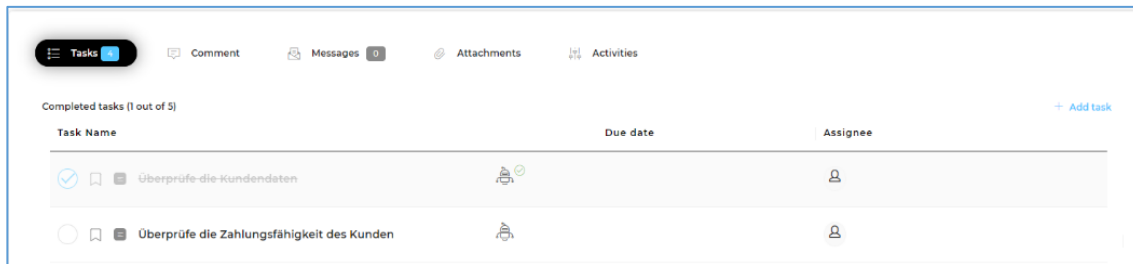 Tasks 4 Comment Messages 0 Attachments Activities
Completed tasks (1 out of 5) + Add task
Task Name Due date Assignee
Überprüfe die Kundendaten
Überprüfe die Zahlungsfähigkeit des Kunden